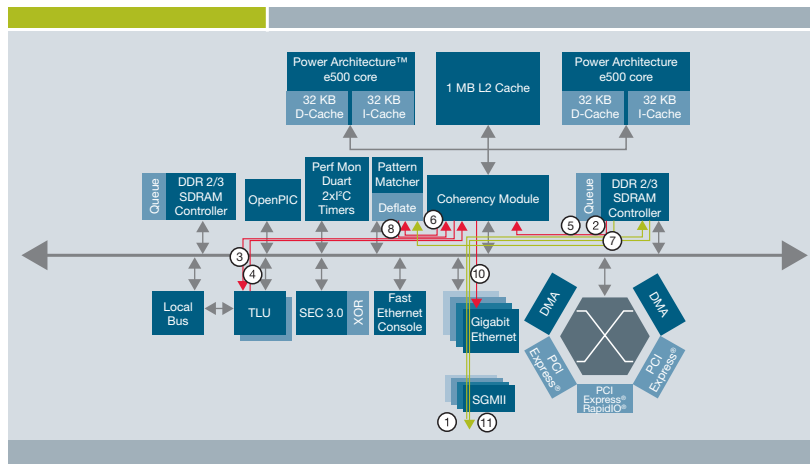 Power Architecture™
e500 core
32 KB
D-Cache
32 KB
I-Cache
1 MB L2 Cache
Power Architecture
e500 core
32 KB
D-Cache
32 KB
I-Cache
Queue
DDR 2/3
SDRAM
Controller
OpenPIC
Perf Mon
Duart
2xI²C
Timers
Pattern
Matcher
Deflate
Coherency Module
Queue
DDR 2/3
SDRAM
Controller
8
6
5
2
7
3
4
10
Local
Bus
TLU
SEC 3.0
XOR
Fast
Ethernet
Console
Gigabit
Ethernet
DMA
DMA
PCI
Express®
PCI
Express®
PCI
Express®
RapidIO®
SGMII
1
11